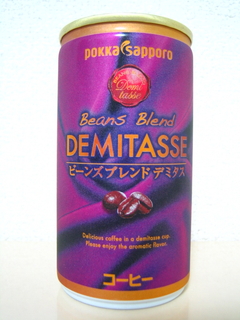 pokka sapporo
Demi
tasse
Beans Blend
DEMITASSE
ビーンズブレンド デミタス
Delicious coffee in a demitasse cup.
Please enjoy the aromatic flavor.
コーヒー